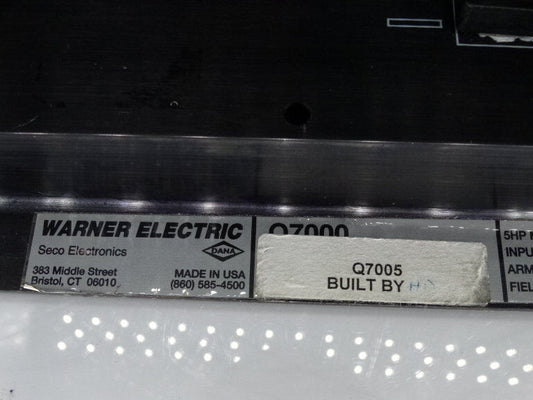 WARNER ELECTRIC
Seco Electronics
DANA
383 Middle Street
Bristol, CT 06010
MADE IN USA
(860) 585-4500
Q7000
Q7005
BUILT BY
5HP
INPU
ARM
FIEL